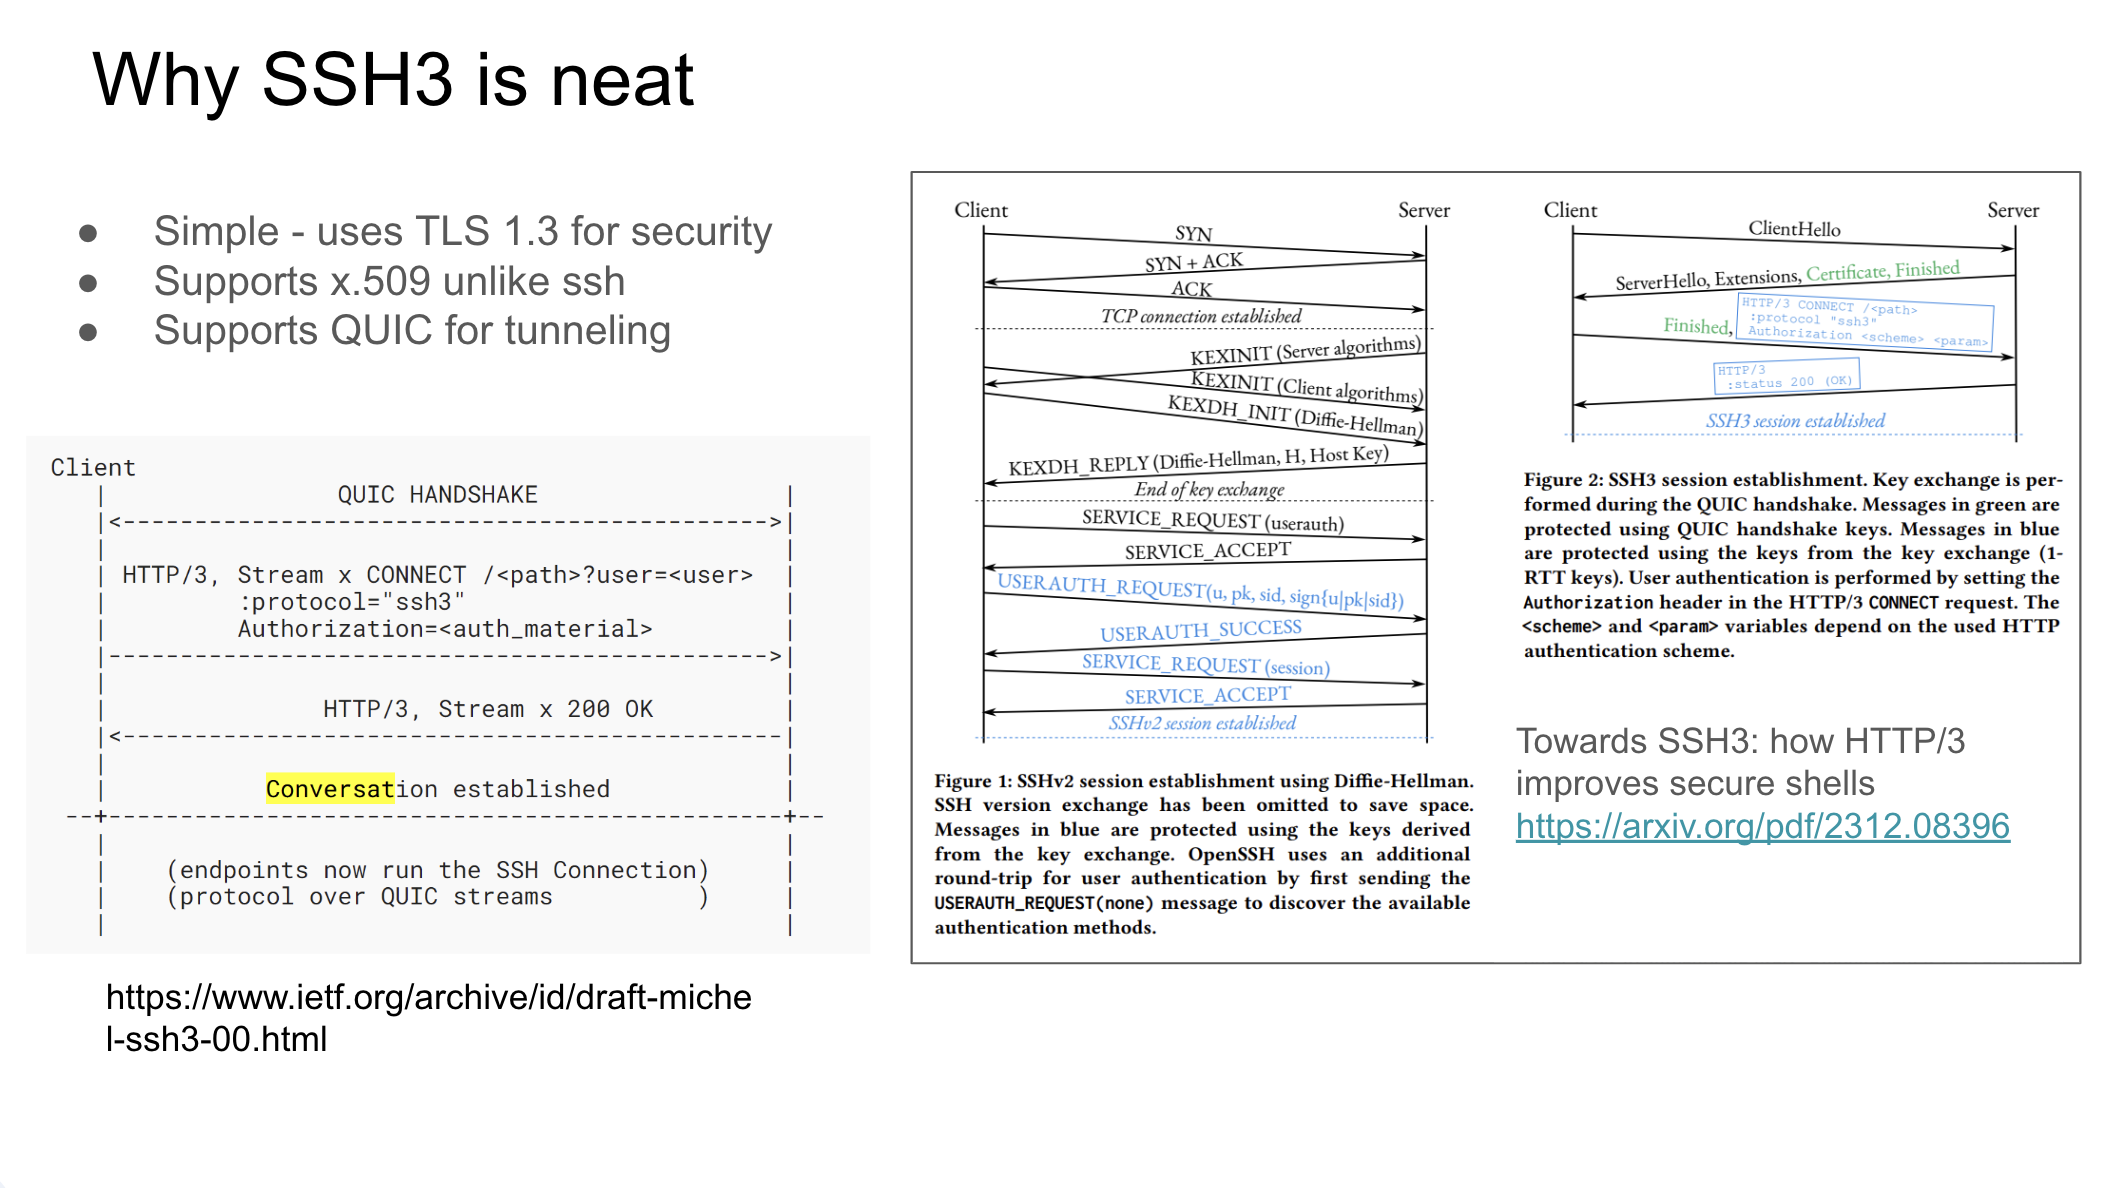 Why SSH3 is neat
● Simple - uses TLS 1.3 for security
● Supports x.509 unlike ssh
● Supports QUIC for tunneling
Client
QUIC HANDSHAKE
|<---------------------------------------------->|
HTTP/3, Stream x CONNECT /<path>?user=<user>
:protocol="ssh3"
Authorization=<auth_material>
|----------------------------------------------->|
HTTP/3, Stream x 200 OK
|<-----------------------------------------------|
Conversation established
--+-----------------------------------------------+--
(endpoints now run the SSH Connection)
(protocol over QUIC streams          )
https://www.ietf.org/archive/id/draft-miche
l-ssh3-00.html
Client Server
SYN
SYN + ACK
ACK
TCP connection established
KEXINIT (Server algorithms)
KEXINIT (Client algorithms)
KEXDH_INIT (Diffie-Hellman)
KEXDH_REPLY (Diffie-Hellman, H, Host Key)
End of key exchange
SERVICE_REQUEST (userauth)
SERVICE_ACCEPT
USERAUTH_REQUEST(u, pk, sid, sign{u|pk|sid})
USERAUTH_SUCCESS
SERVICE_REQUEST (session)
SERVICE_ACCEPT
SSHv2 session established
Figure 1: SSHv2 session establishment using Diffie-Hellman.
SSH version exchange has been omitted to save space.
Messages in blue are protected using the keys derived
from the key exchange. OpenSSH uses an additional
round-trip for user authentication by first sending the
USERAUTH_REQUEST(none) message to discover the available
authentication methods.
Client Server
ClientHello
ServerHello, Extensions, Certificate, Finished
Finished,
HTTP/3 CONNECT /<path>
:protocol "ssh3"
Authorization <scheme> <param>
HTTP/3
:status 200 (OK)
SSH3 session established
Figure 2: SSH3 session establishment. Key exchange is per-
formed during the QUIC handshake. Messages in green are
protected using QUIC handshake keys. Messages in blue
are protected using the keys from the key exchange (1-
RTT keys). User authentication is performed by setting the
Authorization header in the HTTP/3 CONNECT request. The
<scheme> and <param> variables depend on the used HTTP
authentication scheme.
Towards SSH3: how HTTP/3
improves secure shells
https://arxiv.org/pdf/2312.08396